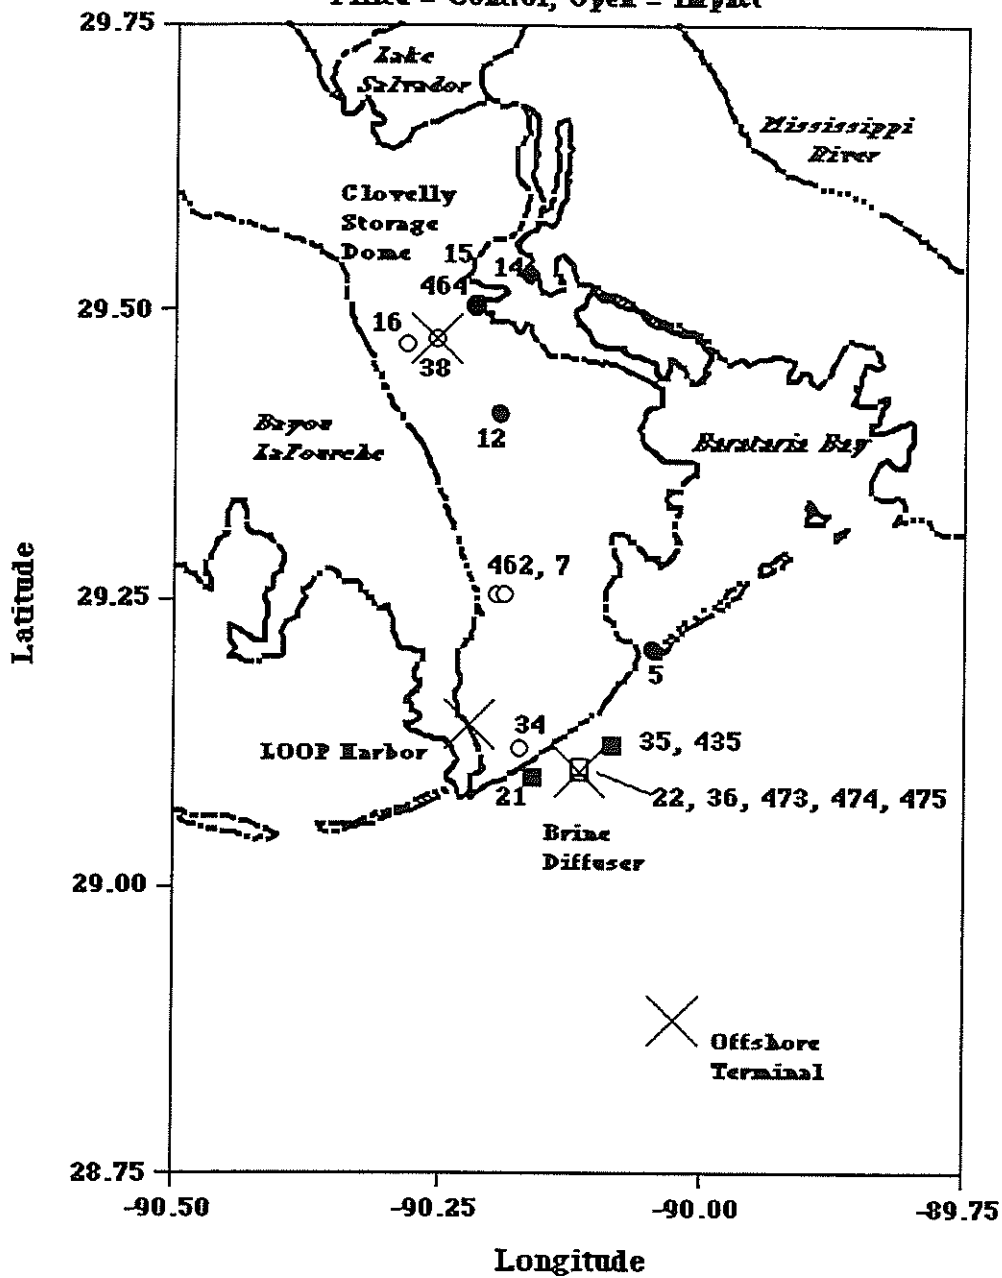 Filled = Control, Open = Impact
29.75
Lake
Salvador
Mississippi
River
Clovelly
Storage
Dome
15
14
464
29.50
16
38
Bayou
LaFourche
12
Barataria Bay
462, 7
29.25
Latitude
5
34
LOOP Harbor
35, 435
21
22, 36, 473, 474, 475
Brine
Diffuser
29.00
Offshore
Terminal
28.75
-90.50
-90.25
-90.00
-89.75
Longitude